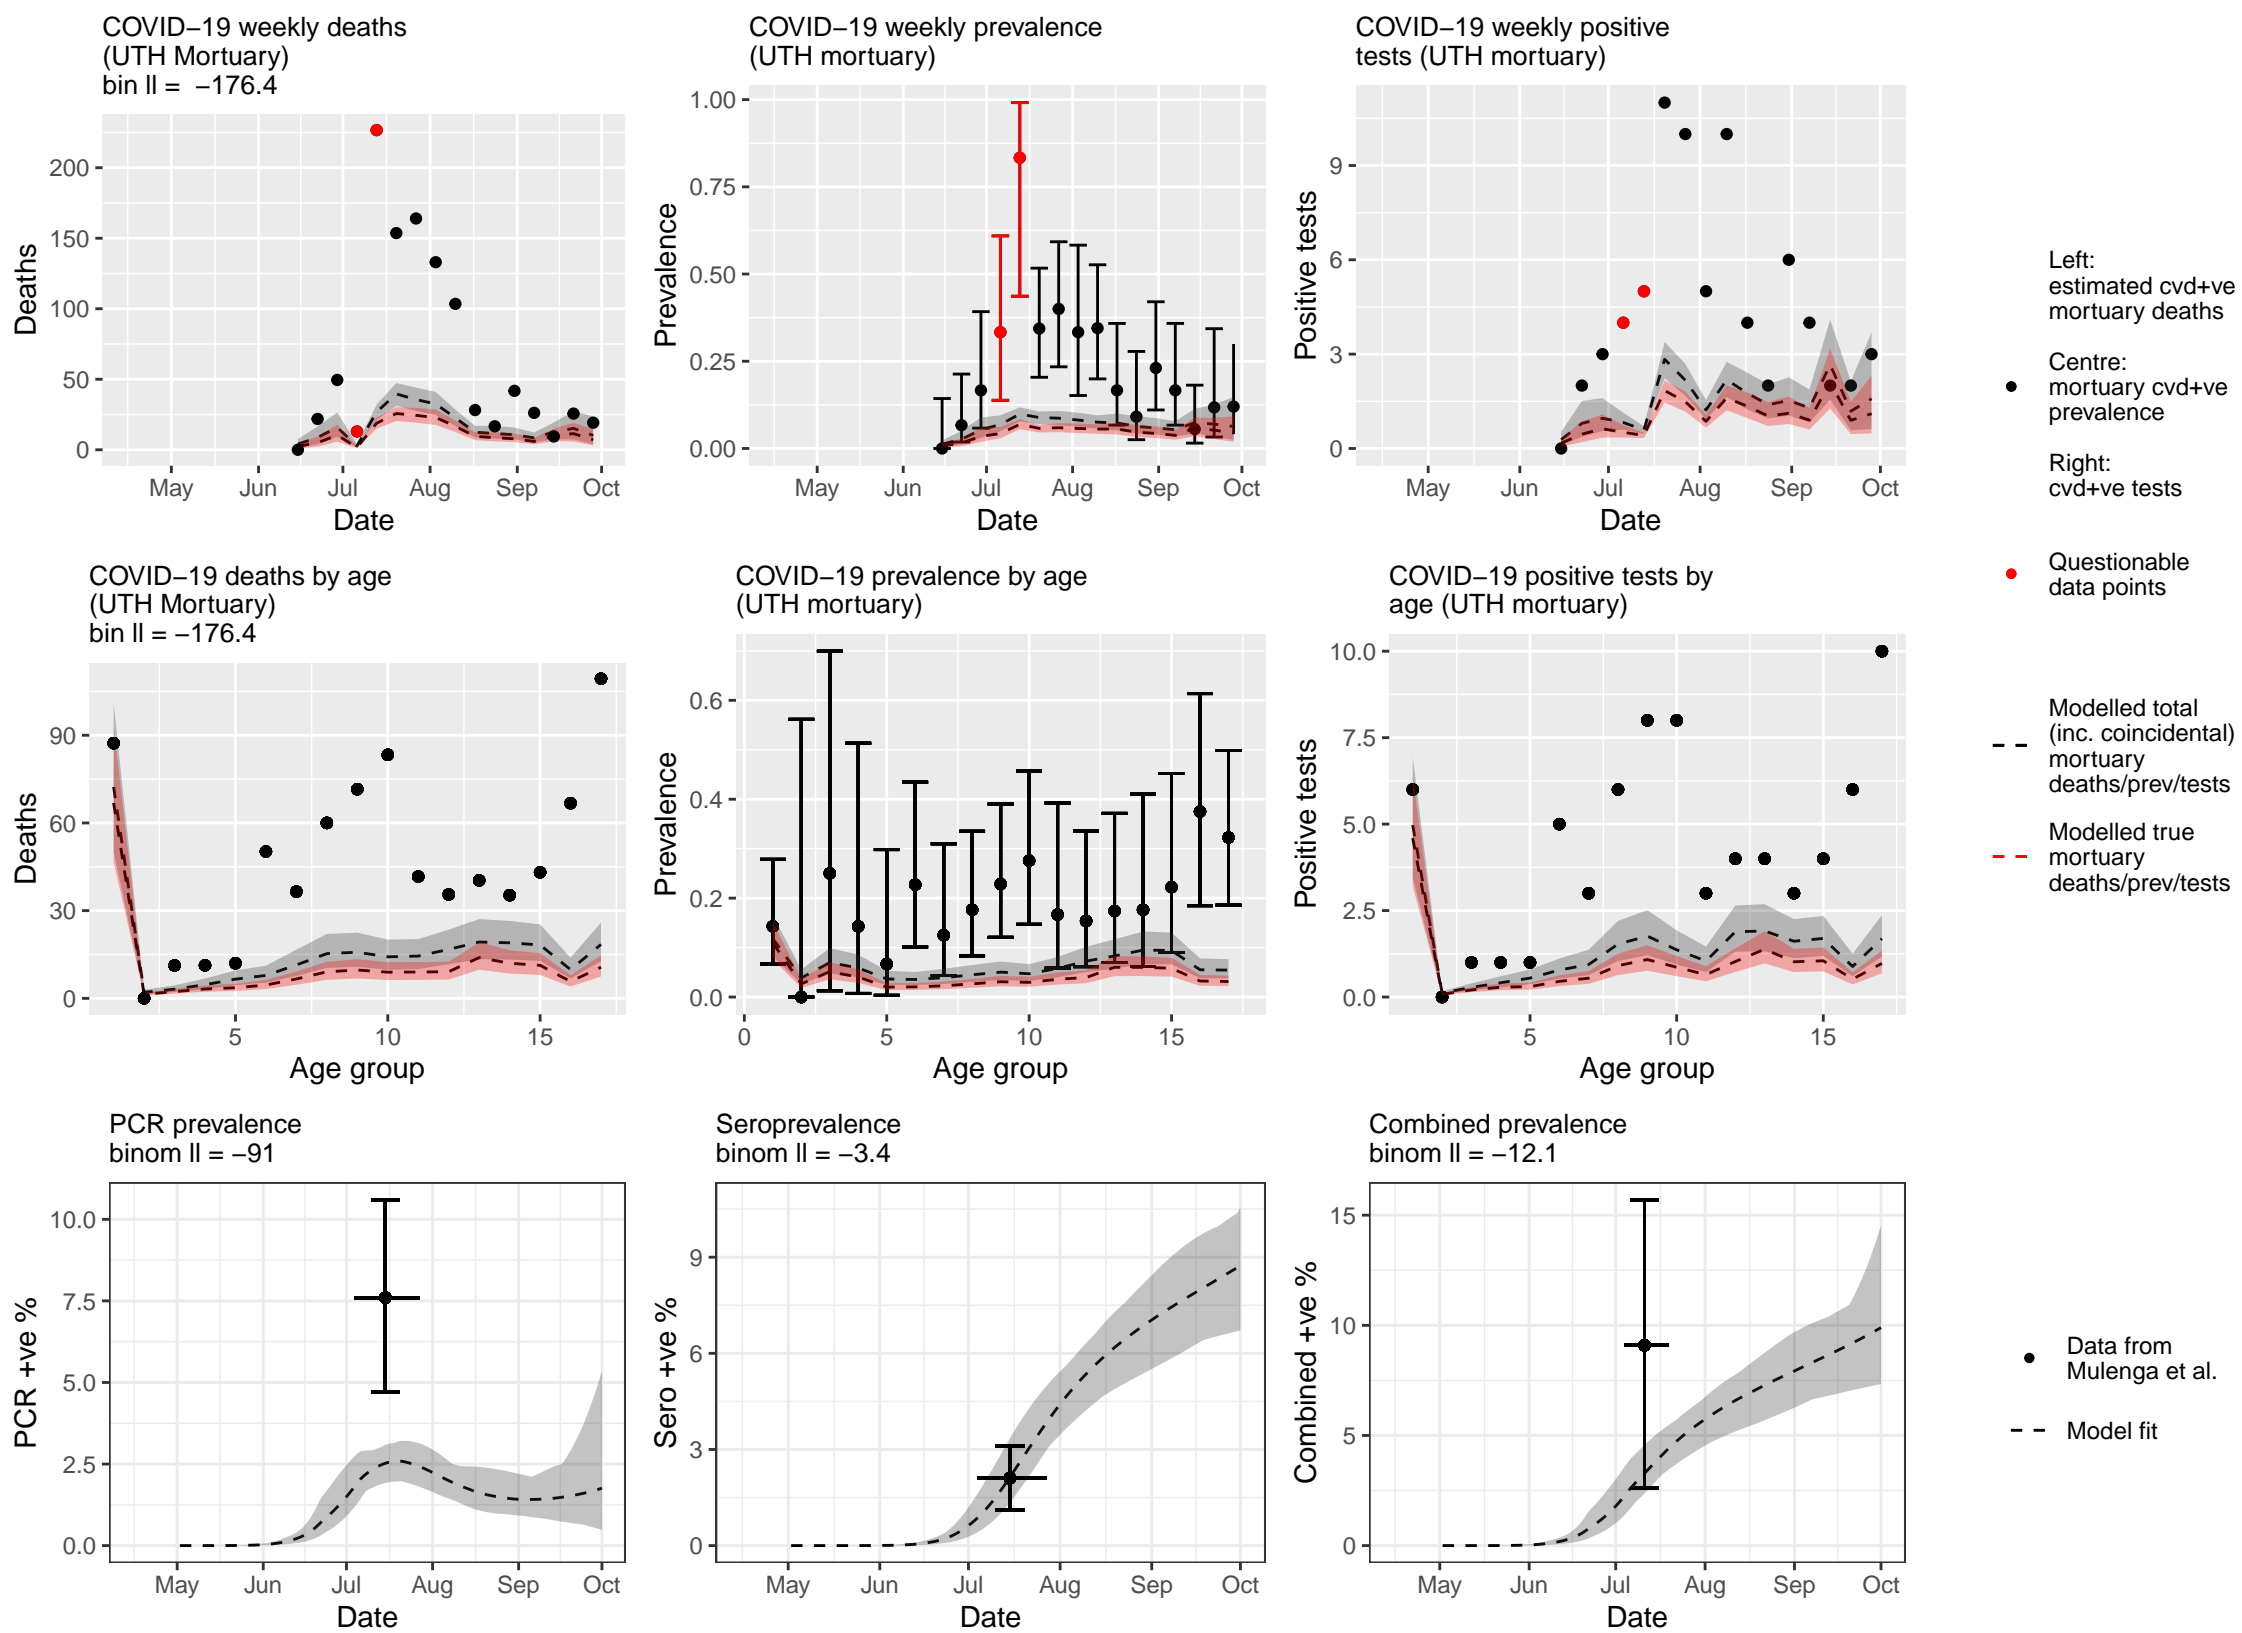 COVID−19 weekly deaths
(UTH Mortuary)
bin ll =  −176.4
COVID−19 weekly prevalence
(UTH mortuary)
COVID−19 weekly positive
tests (UTH mortuary)
Deaths
200
150
100
50
0
May Jun Jul Aug Sep Oct
Date
Prevalence
1.00
0.75
0.50
0.25
0.00
May Jun Jul Aug Sep Oct
Date
Positive tests
9
6
3
0
May Jun Jul Aug Sep Oct
Date
Left:
estimated cvd+ve
mortuary deaths
Centre:
mortuary cvd+ve
prevalence
Right:
cvd+ve tests
Questionable
data points
Modelled total
(inc. coincidental)
mortuary
deaths/prev/tests
Modelled true
mortuary
deaths/prev/tests
COVID−19 deaths by age
(UTH Mortuary)
bin ll = −176.4
COVID−19 prevalence by age
(UTH mortuary)
COVID−19 positive tests by
age (UTH mortuary)
Deaths
90
60
30
0
5 10 15
Age group
Prevalence
0.6
0.4
0.2
0.0
0 5 10 15
Age group
Positive tests
10.0
7.5
5.0
2.5
0.0
5 10 15
Age group
PCR prevalence
binom ll = −91
Seroprevalence
binom ll = −3.4
Combined prevalence
binom ll = −12.1
PCR +ve %
10.0
7.5
5.0
2.5
0.0
May Jun Jul Aug Sep Oct
Date
Sero +ve %
9
6
3
0
May Jun Jul Aug Sep Oct
Date
Combined +ve %
15
10
5
0
May Jun Jul Aug Sep Oct
Date
Data from
Mulenga et al.
Model fit